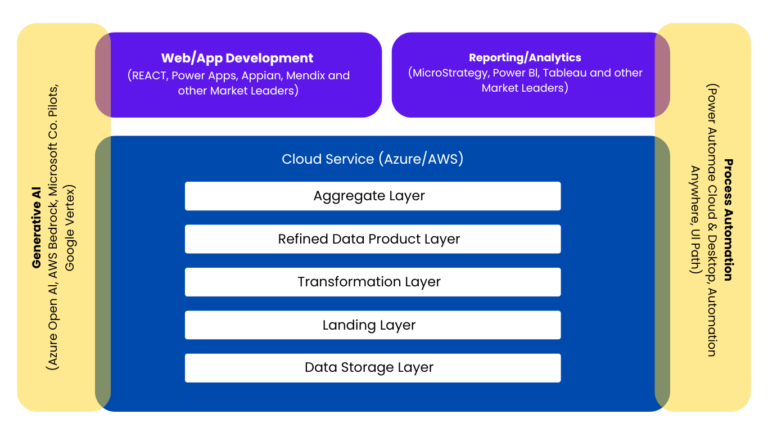 Web/App Development
(REACT, Power Apps, Appian, Mendix and
other Market Leaders)
Reporting/Analytics
(MicroStrategy, Power BI, Tableau and other
Market Leaders)
Generative AI
(Azure Open AI, AWS Bedrock, Microsoft Co. Pilots,
Google Vertex)
Cloud Service (Azure/AWS)
Aggregate Layer
Refined Data Product Layer
Transformation Layer
Landing Layer
Data Storage Layer
Process Automation
(Power Automae Cloud & Desktop, Automation
Anywhere, UI Path)